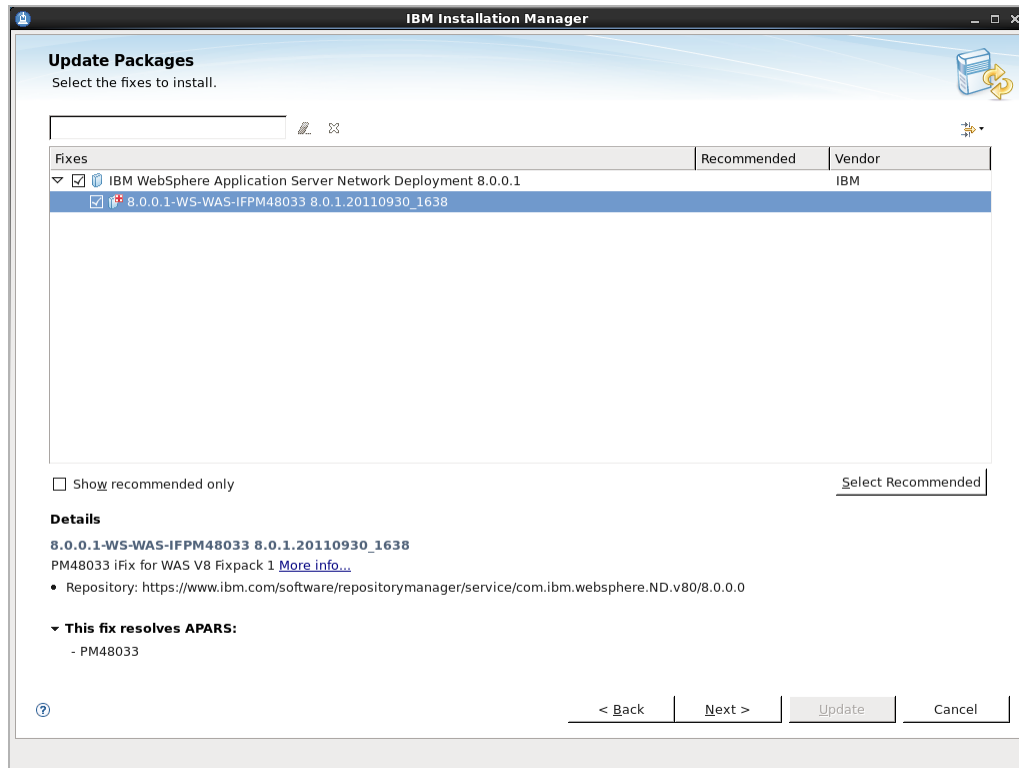 IBM Installation Manager
Update Packages
Select the fixes to install.
Fixes Recommended Vendor
IBM WebSphere Application Server Network Deployment 8.0.0.1 IBM
8.0.0.1-WS-WAS-IFPM48033 8.0.1.20110930_1638
Show recommended only Select Recommended
Details
8.0.0.1-WS-WAS-IFPM48033 8.0.1.20110930_1638
PM48033 iFix for WAS V8 Fixpack 1 More info...
• Repository: https://www.ibm.com/software/repositorymanager/service/com.ibm.websphere.ND.v80/8.0.0.0
This fix resolves APARS:
- PM48033
? < Back Next > Update Cancel